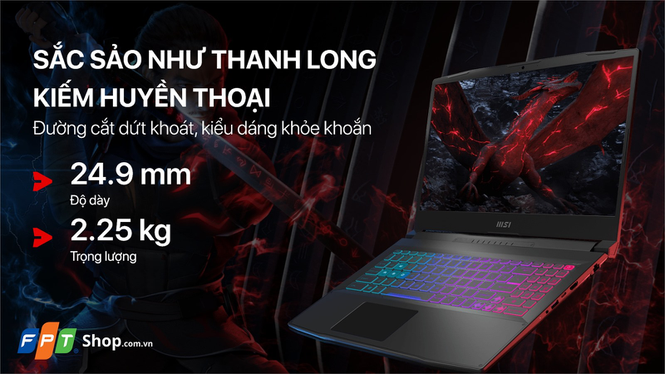 SẮC SẢO NHƯ THANH LONG
KIẾM HUYỀN THOẠI
Đường cắt dứt khoát, kiểu dáng khỏe khoắn
24.9 mm
Độ dày
2.25 kg
Trọng lượng
msi
FPT Shop.com.vn